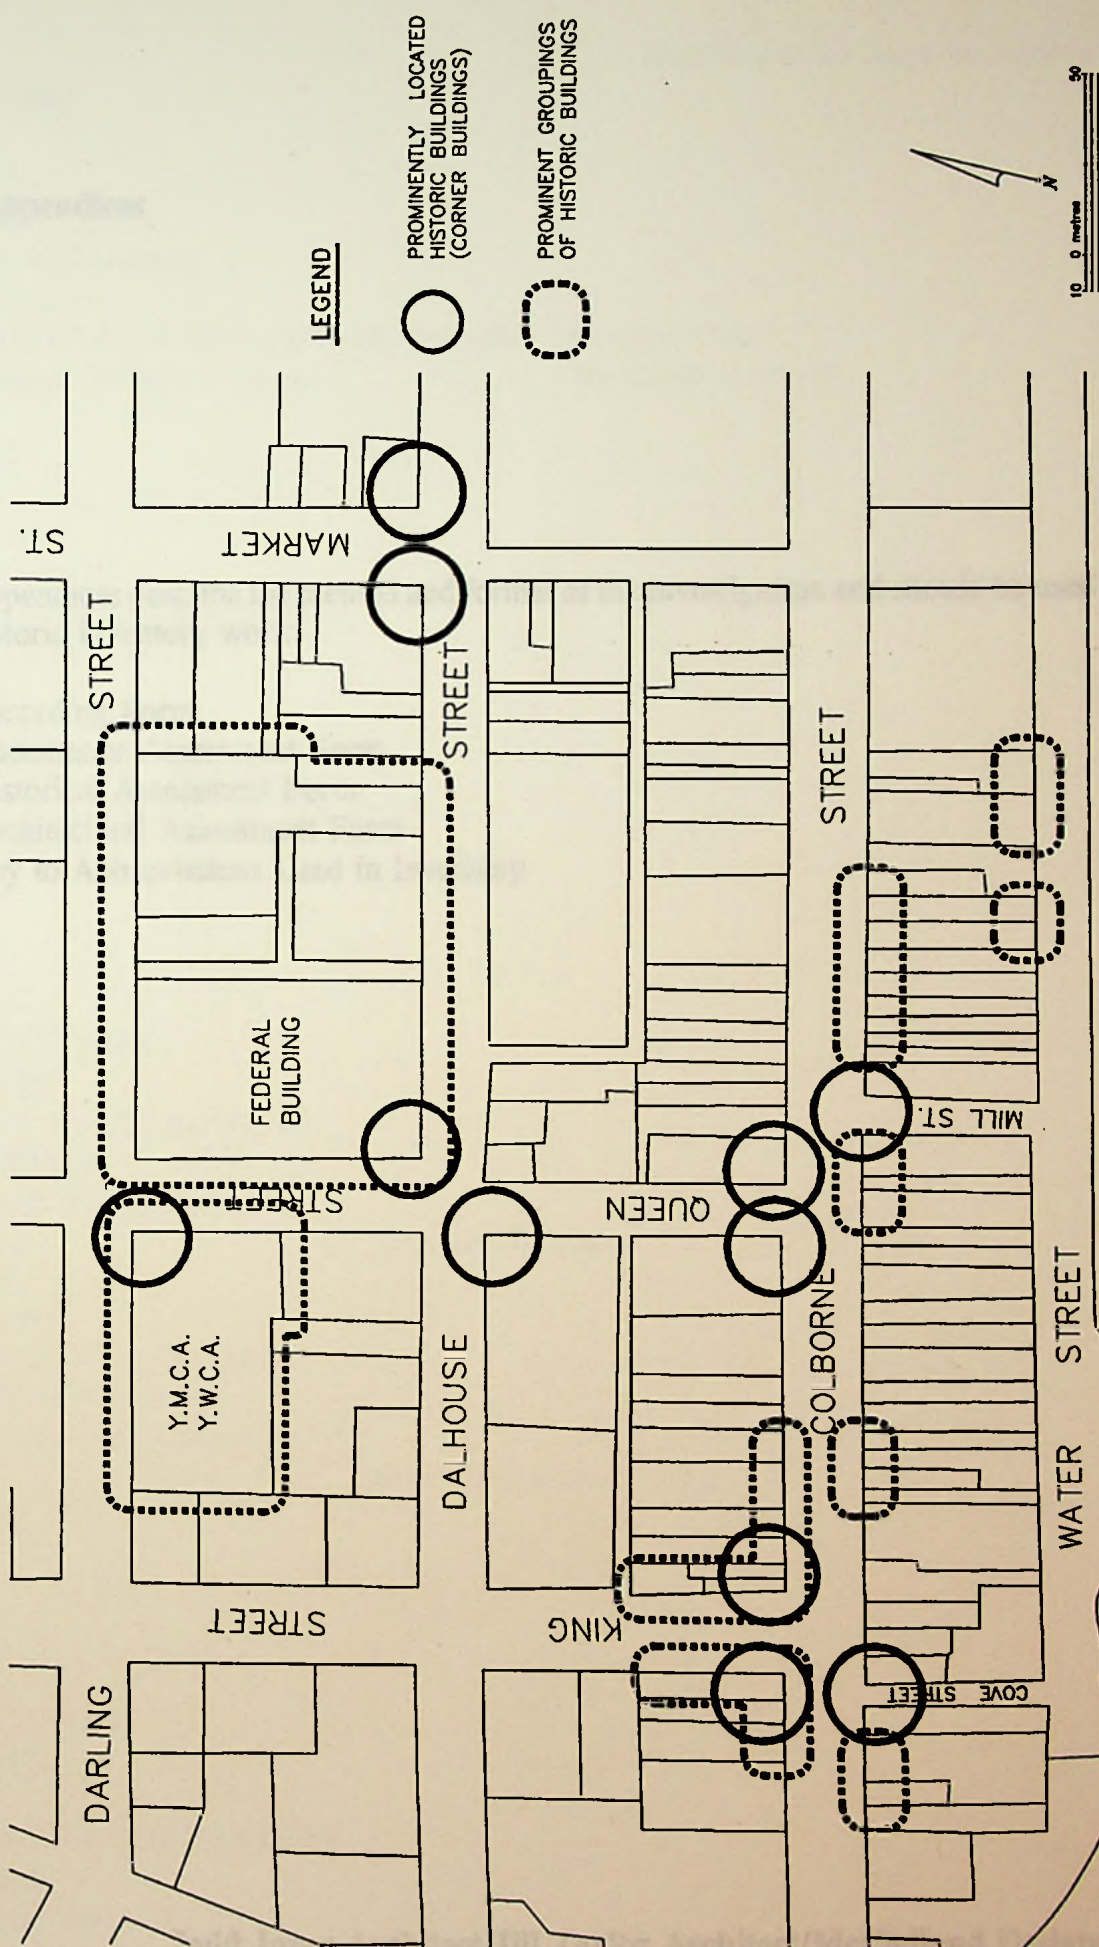 LEGEND
PROMINENTLY LOCATED
HISTORIC BUILDINGS
(CORNER BUILDINGS)
PROMINENT GROUPINGS
OF HISTORIC BUILDINGS
N
10 0 metres 50
DARLING STREET
DALHOUSIE STREET
COLBORNE STREET
WATER STREET
KING STREET
QUEEN STREET
MARKET ST.
MILL ST.
COVE STREET
Y.M.C.A.
Y.W.C.A.
FEDERAL
BUILDING